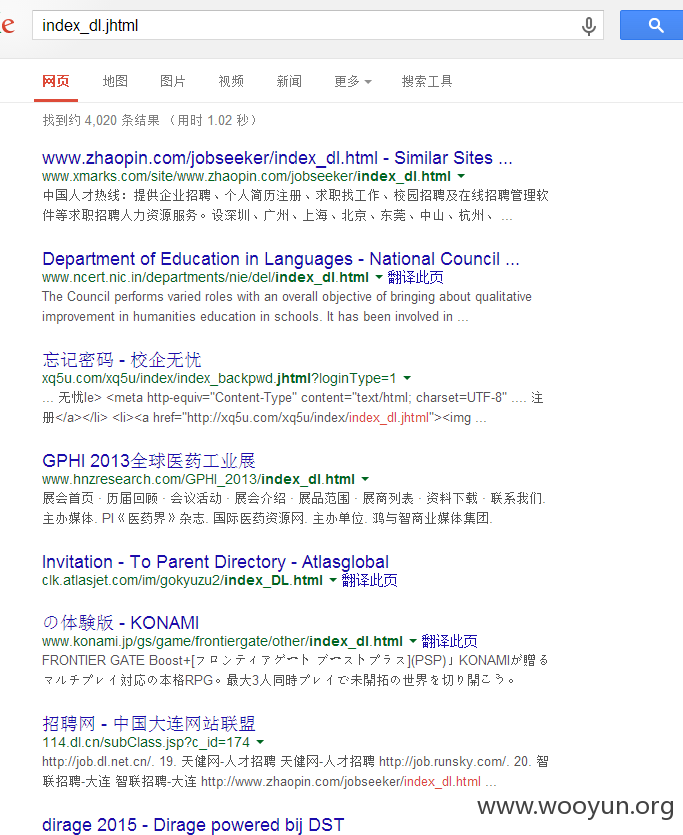 e
index_dl.jhtml
网页 地图 图片 视频 新闻 更多 搜索工具
找到约 4,020 条结果 （用时 1.02 秒）
www.zhaopin.com/jobseeker/index_dl.html - Similar Sites ...
www.xmarks.com/site/www.zhaopin.com/jobseeker/index_dl.html
中国人才热线：提供企业招聘、个人简历注册、求职找工作、校园招聘及在线招聘管理软
件等求职招聘人力资源服务。设深圳、广州、上海、北京、东莞、中山、杭州、 ...
Department of Education in Languages - National Council ...
www.ncert.nic.in/departments/nie/del/index_dl.html 翻译此页
The Council performs varied roles with an overall objective of bringing about qualitative
improvement in humanities education in schools. It has been involved in ...
忘记密码 - 校企无忧
xq5u.com/xq5u/index/index_backpwd.jhtml?loginType=1
... 无忧le> <meta http-equiv="Content-Type" content="text/html; charset=UTF-8" .... 注
册</a></li> <li><a href="http://xq5u.com/xq5u/index/index_dl.jhtml"><img ...
GPHI 2013全球医药工业展
www.hnzresearch.com/GPHI_2013/index_dl.html
展会首页 · 历届回顾 · 会议活动 · 展会介绍 · 展品范围 · 展商列表 · 资料下载 · 联系我们.
主办媒体. PI《医药界》杂志. 国际医药资源网. 主办单位. 鸿与智商业媒体集团.
Invitation - To Parent Directory - Atlasglobal
clk.atlasjet.com/im/gokyuzu2/index_DL.html 翻译此页
の体験版 - KONAMI
www.konami.jp/gs/game/frontiergate/other/index_dl.html 翻译此页
FRONTIER GATE Boost+[フロンティアゲート ブーストプラス](PSP)」KONAMIが贈る
マルチプレイ対応の本格RPG。最大3人同時プレイで未開拓の世界を切り開こう。
招聘网 - 中国大连网站联盟
114.dl.cn/subClass.jsp?c_id=174
http://job.dl.net.cn/. 19. 天健网-人才招聘 天健网-人才招聘 http://job.runsky.com/. 20. 智
联招聘-大连 智联招聘-大连 http://www.zhaopin.com/jobseeker/index_dl.html ...
www.wooyun.org
dirage 2015 - Dirage powered bij DST